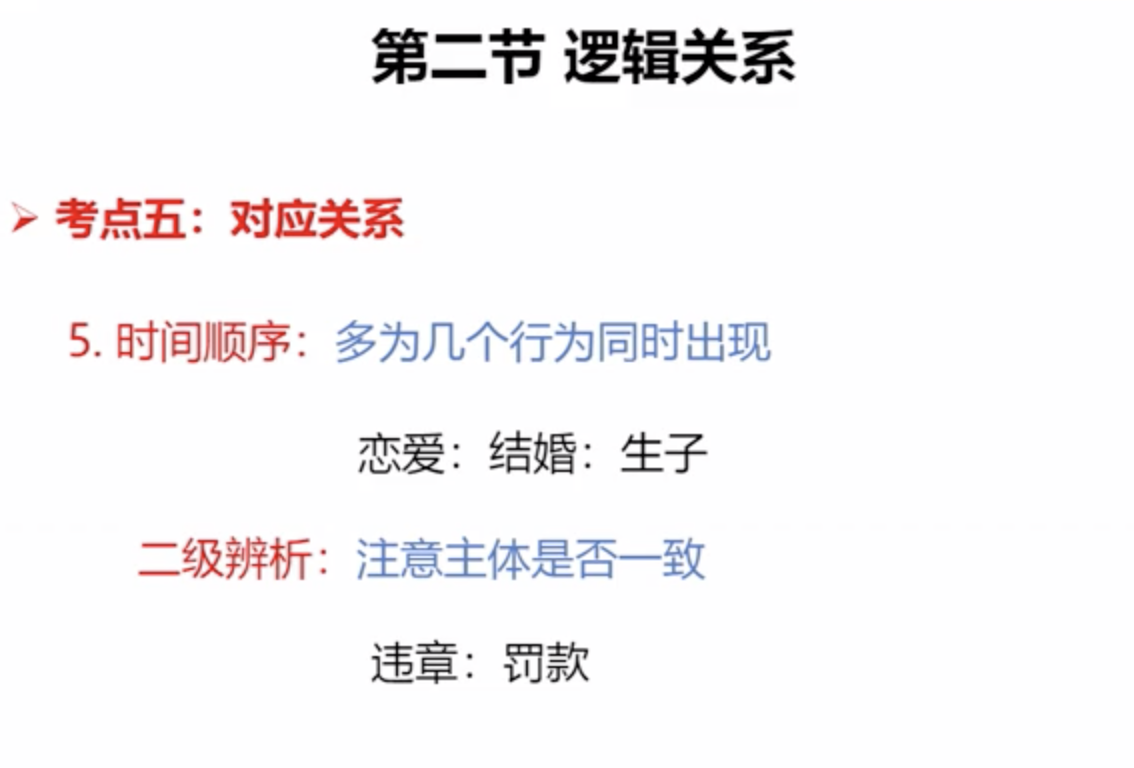 第二节 逻辑关系
➢ 考点五：对应关系
5. 时间顺序：多为几个行为同时出现
恋爱：结婚：生子
二级辨析：注意主体是否一致
违章：罚款